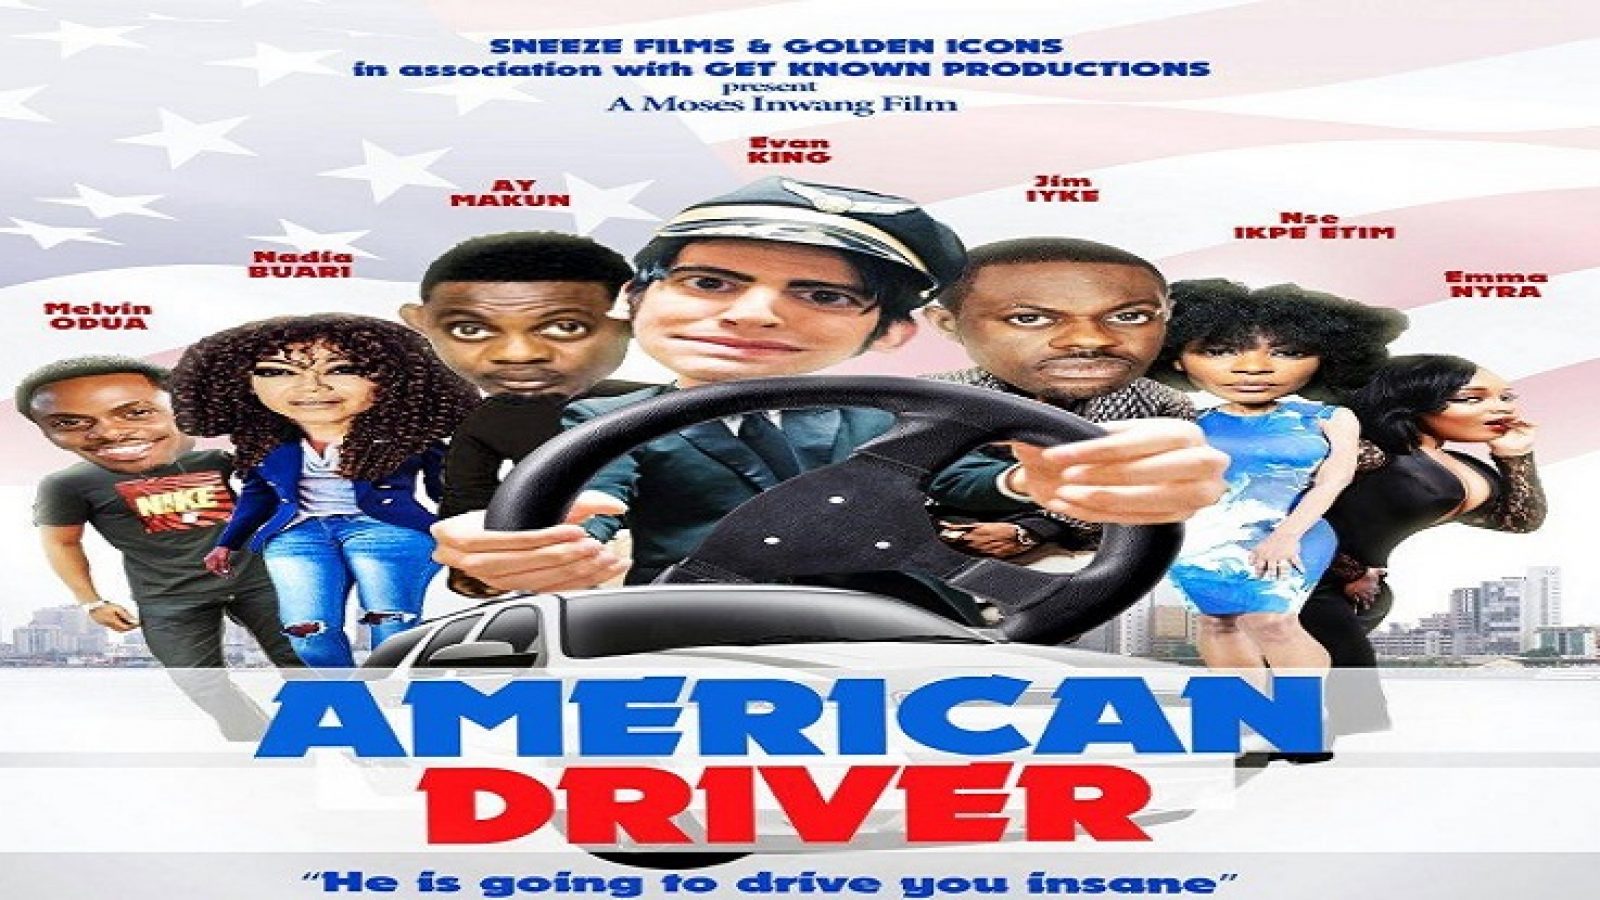 SNEEZE FILMS & GOLDEN ICONS
in association with GET KNOWN PRODUCTIONS
present
A Moses Inwang Film
Evan
KING
AY
MAKUN
Jim
IYKE
Nse
IKPE ETIM
Nadia
BUARI
Emma
NYRA
Melvin
ODUA
NIKE
AMERICAN
DRIVER
"He is going to drive you insane"